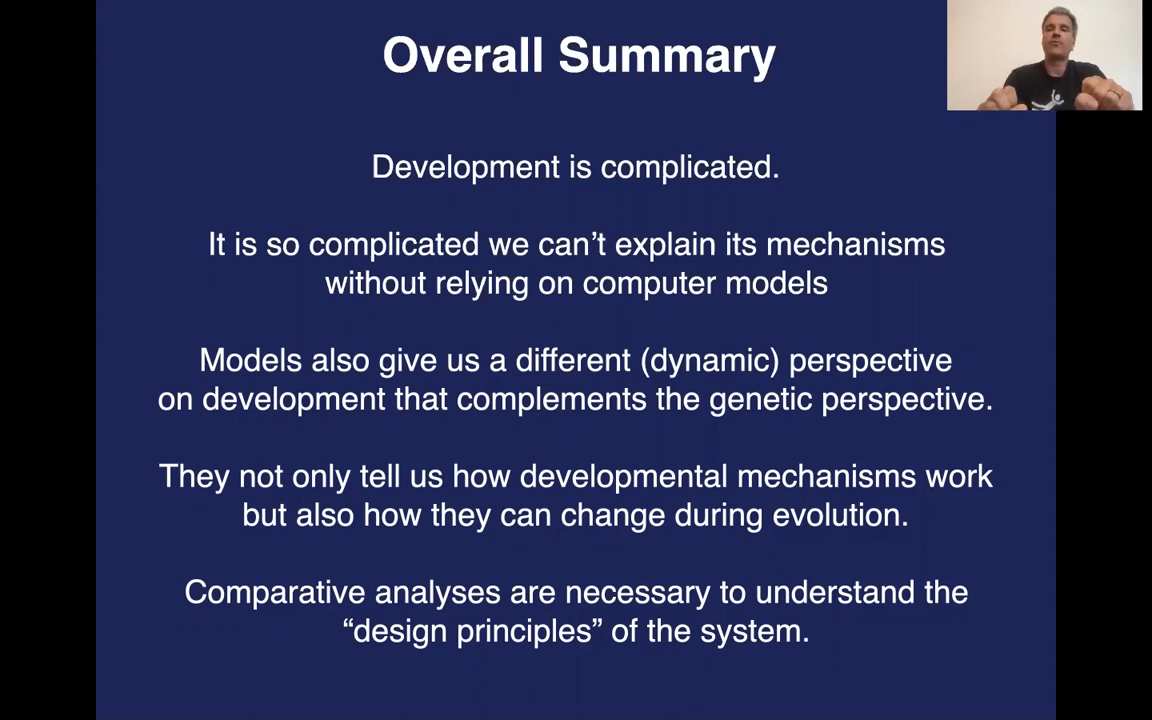 Overall Summary
Development is complicated.
It is so complicated we can’t explain its mechanisms
without relying on computer models
Models also give us a different (dynamic) perspective
on development that complements the genetic perspective.
They not only tell us how developmental mechanisms work
but also how they can change during evolution.
Comparative analyses are necessary to understand the
“design principles” of the system.